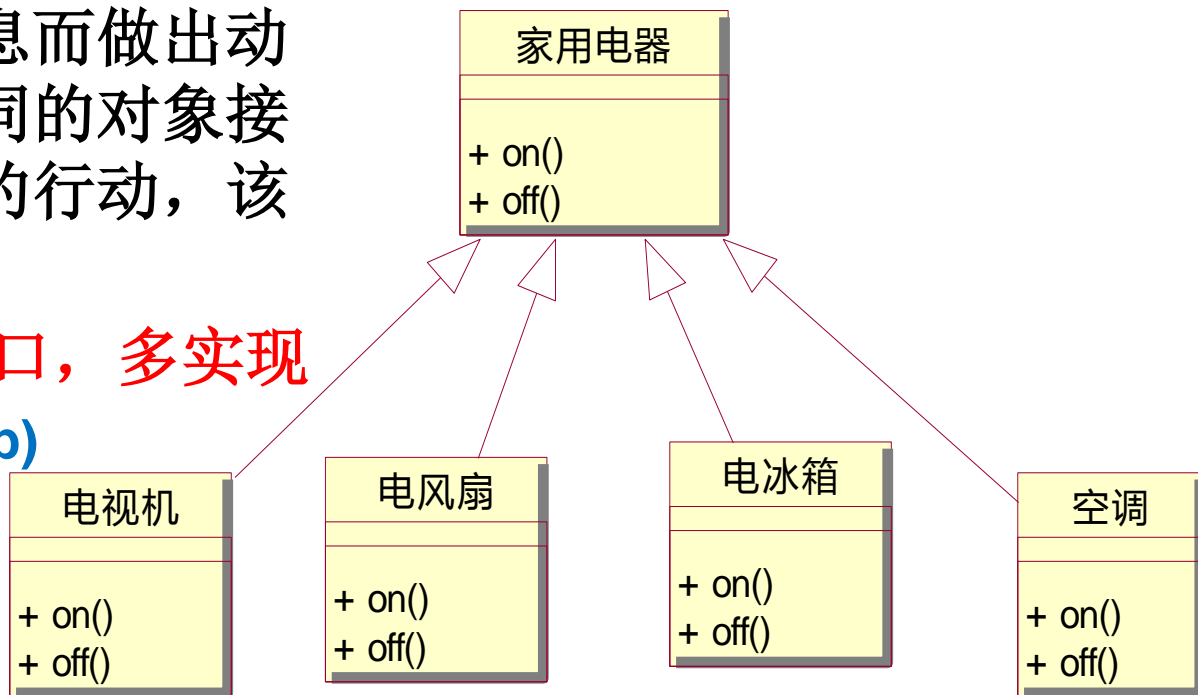 息而做出动
同的对象接
的行动，该
口，多实现
p)
家用电器
+ on()
+ off()
电视机
+ on()
+ off()
电风扇
+ on()
+ off()
电冰箱
+ on()
+ off()
空调
+ on()
+ off()